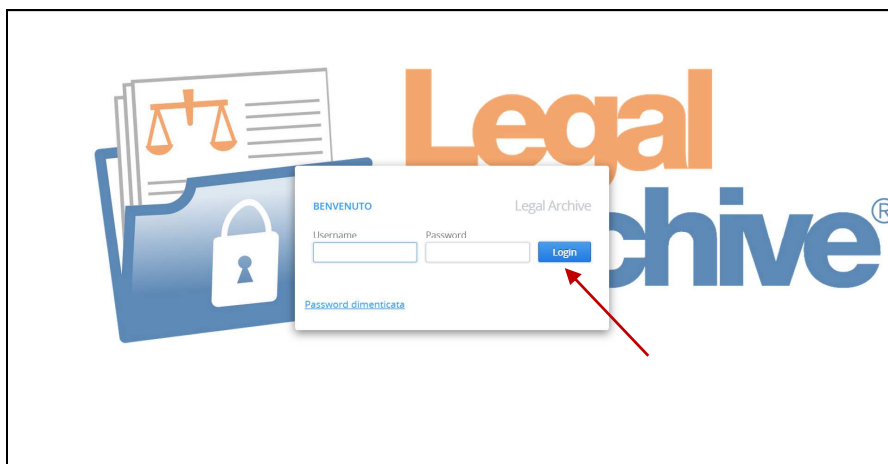 Legal
chive®
BENVENUTO
Legal Archive
Username
Password
Login
Password dimenticata